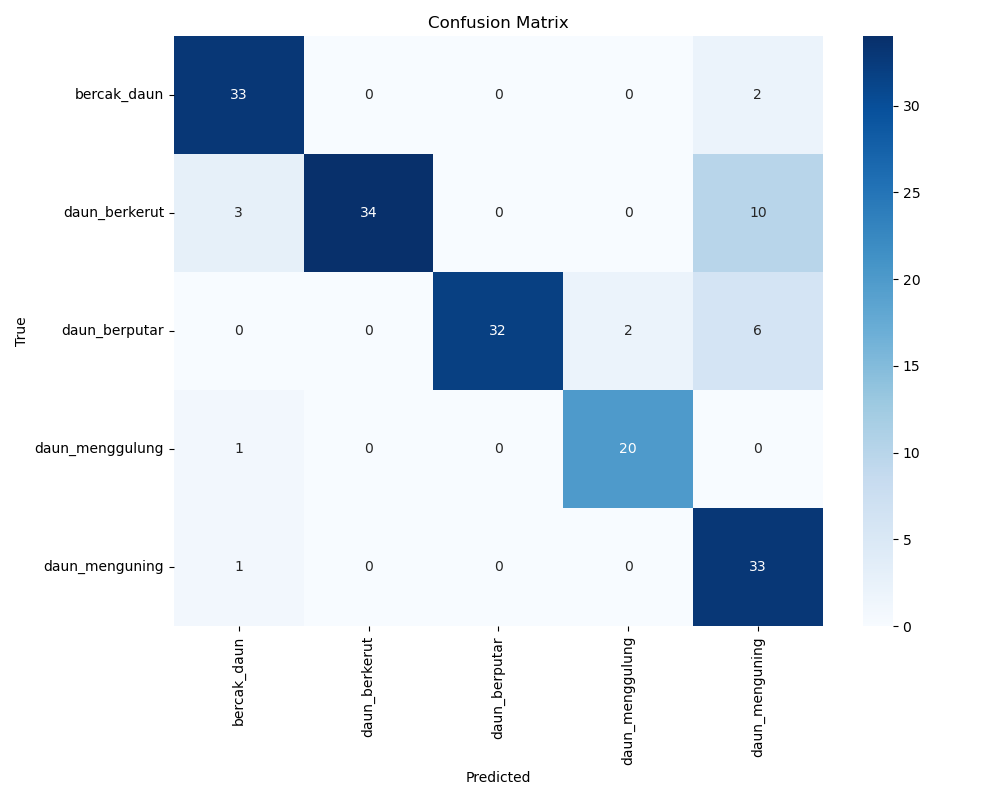 Confusion Matrix
True
bercak_daun 33 0 0 0 2
daun_berkerut 3 34 0 0 10
daun_berputar 0 0 32 2 6
daun_menggulung 1 0 0 20 0
daun_menguning 1 0 0 0 33
bercak_daun
daun_berkerut
daun_berputar
daun_menggulung
daun_menguning
Predicted
30
25
20
15
10
5
0